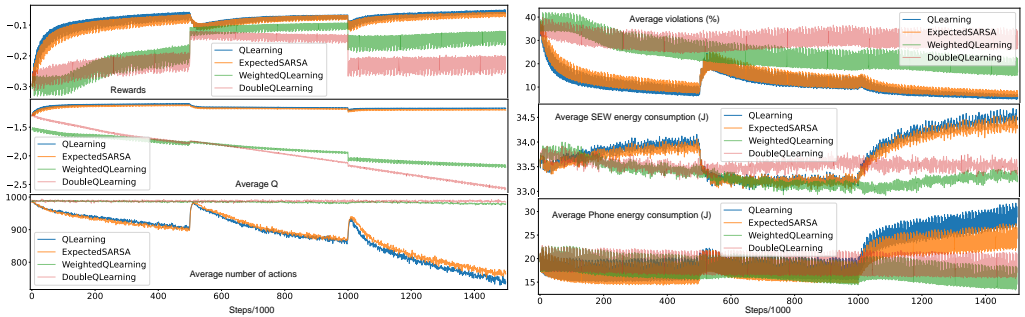 −0.1
−0.2
−0.3
QLearning
ExpectedSARSA
WeightedQLearning
DoubleQLearning
Rewards
−1.5
−2.0
−2.5
QLearning
ExpectedSARSA
WeightedQLearning
DoubleQLearning
Average Q
1000
900
800
QLearning
ExpectedSARSA
WeightedQLearning
DoubleQLearning
Average number of actions
0 200 400 600 800 1000 1200 1400
Steps/1000
40
30
20
10
Average violations (%)
QLearning
ExpectedSARSA
WeightedQLearning
DoubleQLearning
34.5
34.0
33.5
33.0
Average SEW energy consumption (J)
QLearning
ExpectedSARSA
WeightedQLearning
DoubleQLearning
30
25
20
15
Average Phone energy consumption (J)
QLearning
ExpectedSARSA
WeightedQLearning
DoubleQLearning
0 200 400 600 800 1000 1200 1400
Steps/1000